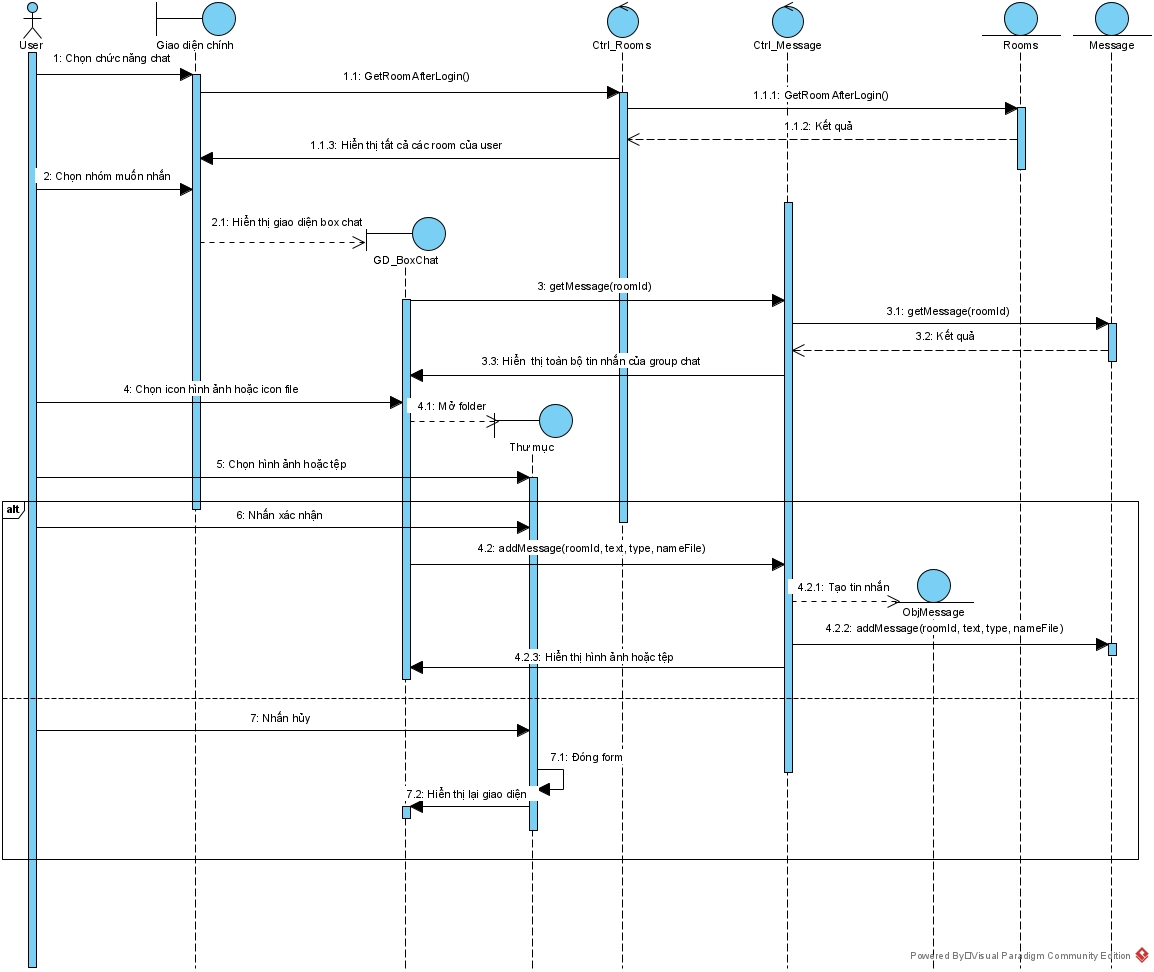 User
Giao diện chính
Ctrl_Rooms
Ctrl_Message
Rooms
Message
1: Chọn chức năng chat
1.1: GetRoomAfterLogin()
1.1.1: GetRoomAfterLogin()
1.1.2: Kết quả
1.1.3: Hiển thị tất cả các room của user
2: Chọn nhóm muốn nhắn
2.1: Hiển thị giao diện box chat
GD_BoxChat
3: getMessage(roomId)
3.1: getMessage(roomId)
3.2: Kết quả
3.3: Hiển thị toàn bộ tin nhắn của group chat
4: Chọn icon hình ảnh hoặc icon file
4.1: Mở folder
Thư mục
5: Chọn hình ảnh hoặc tệp
alt
6: Nhấn xác nhận
4.2: addMessage(roomId, text, type, nameFile)
4.2.1: Tạo tin nhắn
ObjMessage
4.2.2: addMessage(roomId, text, type, nameFile)
4.2.3: Hiển thị hình ảnh hoặc tệp
7: Nhấn hủy
7.1: Đóng form
7.2: Hiển thị lại giao diện
Powered By Visual Paradigm Community Edition